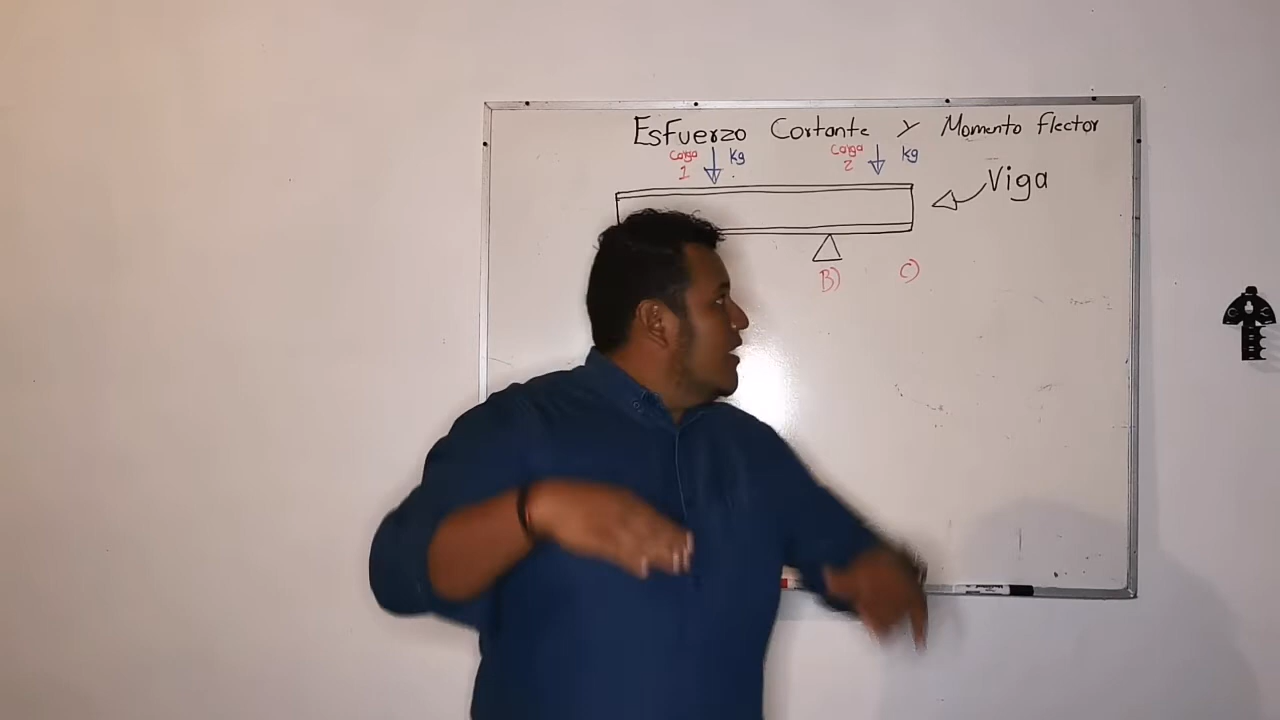 Esfuerzo Cortante y Momento flector
Carga 1 kg
Carga 2 kg
Viga
B)
C)